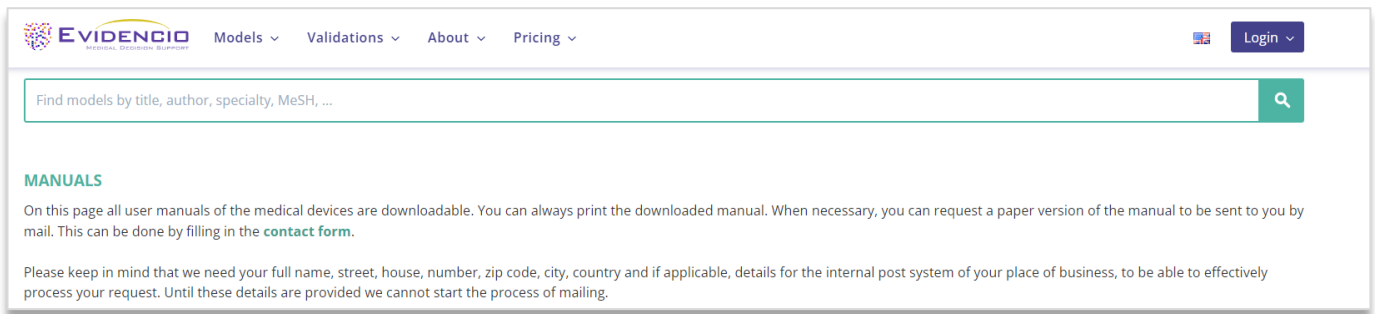 EVIDENCIO
MEDICAL DECISION SUPPORT
Models Validations About Pricing Login
Find models by title, author, specialty, MeSH, ...
MANUALS
On this page all user manuals of the medical devices are downloadable. You can always print the downloaded manual. When necessary, you can request a paper version of the manual to be sent to you by
mail. This can be done by filling in the contact form.
Please keep in mind that we need your full name, street, house, number, zip code, city, country and if applicable, details for the internal post system of your place of business, to be able to effectively
process your request. Until these details are provided we cannot start the process of mailing.